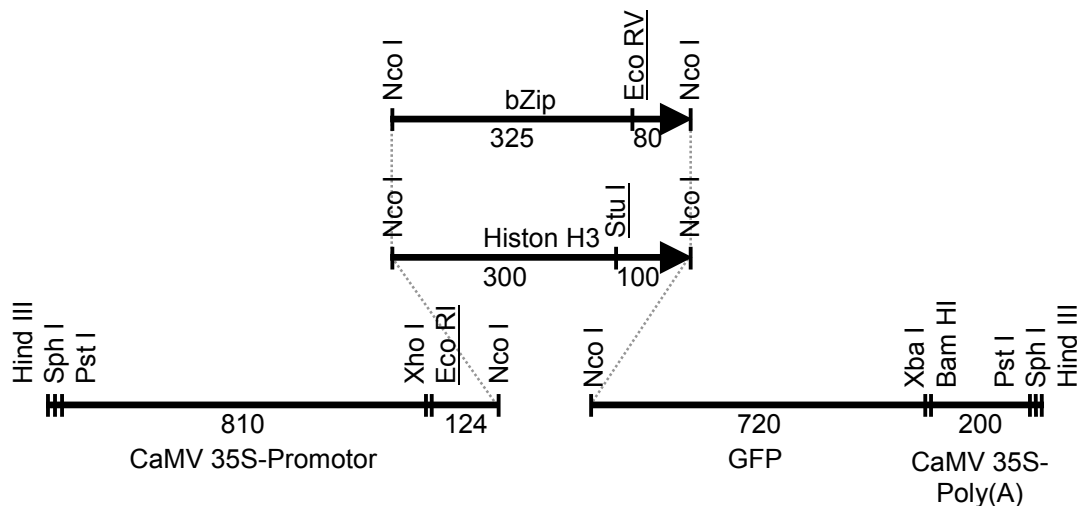 Nco I
Eco RV
Nco I
bZip
325
80
Nco I
Stu I
Nco I
Histon H3
300
100
Hind III
Sph I
Pst I
Xho I
Eco RI
Nco I
Nco I
Xba I
Bam HI
Pst I
Sph I
Hind III
810
124
720
200
CaMV 35S-Promotor
GFP
CaMV 35S-
Poly(A)